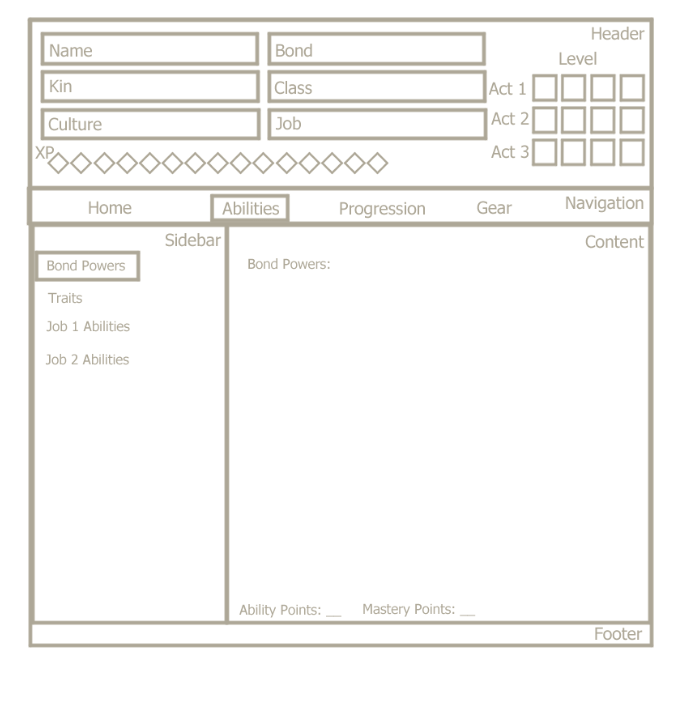 Header
Name
Bond
Level
Kin
Class
Act 1
Culture
Job
Act 2
XP
Act 3
Home
Abilities
Progression
Gear
Navigation
Sidebar
Content
Bond Powers
Bond Powers:
Traits
Job 1 Abilities
Job 2 Abilities
Ability Points: __
Mastery Points: __
Footer